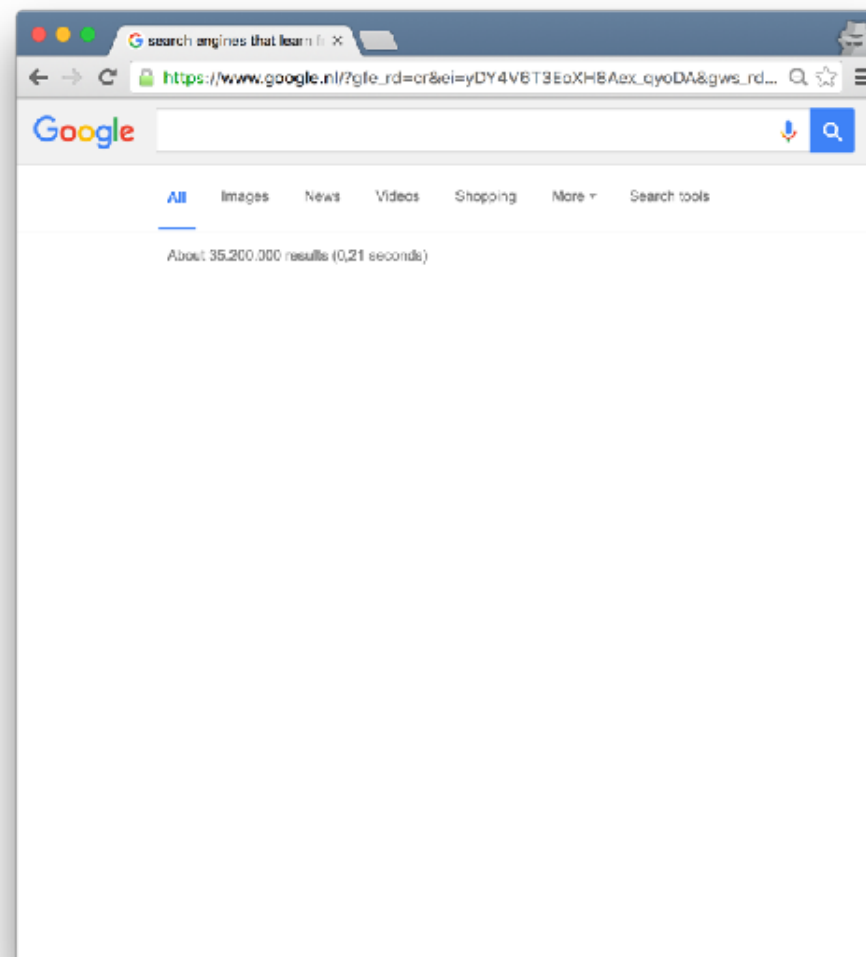 search engines that learn fr
https://www.google.nl/?gfe_rd=cr&ei=yDY4V6T3EoXH8Aex_qyoDA&gws_rd...
Google
All Images News Videos Shopping More Search tools
About 35.200.000 results (0,21 seconds)